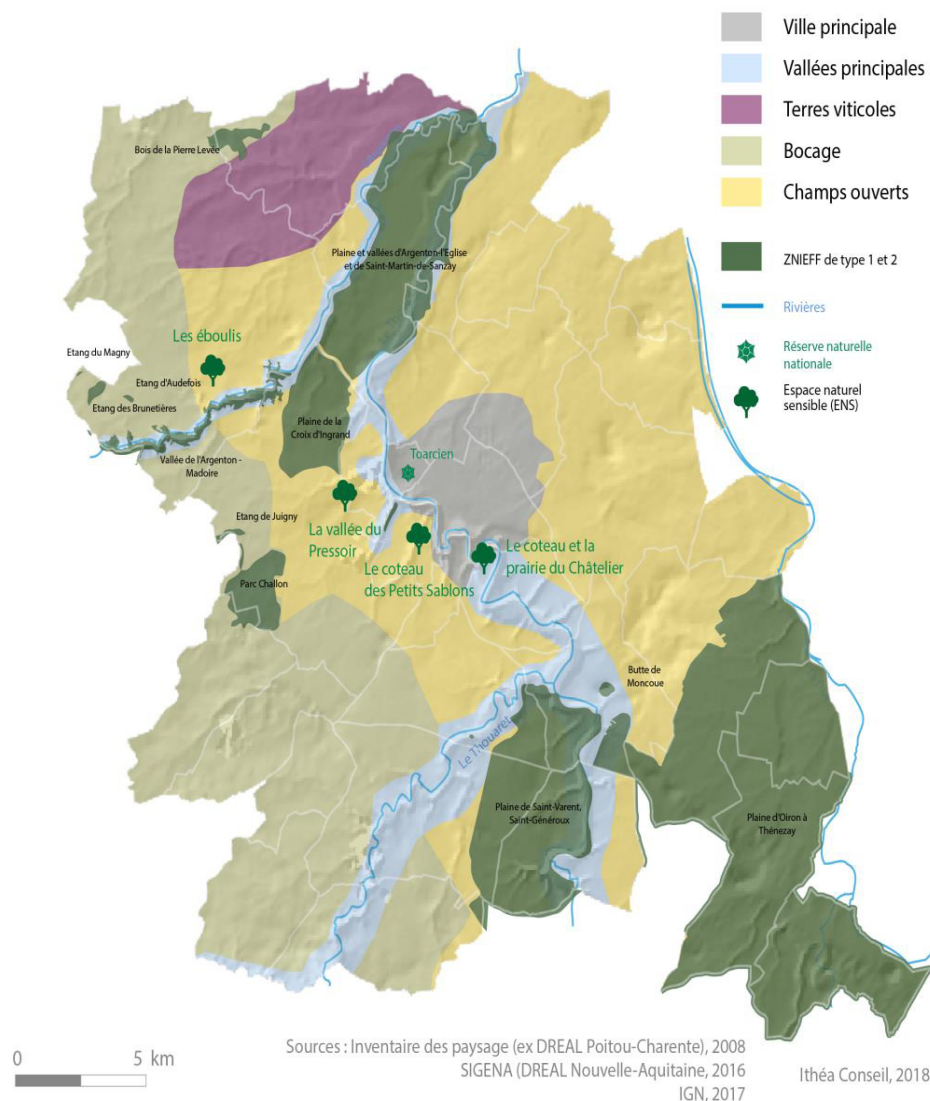 Ville principale
Vallées principales
Terres viticoles
Bocage
Champs ouverts
ZNIEFF de type 1 et 2
Rivières
Réserve naturelle
nationale
Espace naturel
sensible (ENS)
Bois de la Pierre Levée
Plaine et vallées d'Argenton-l'Eglise
et de Saint-Martin-de-Sanzay
Les éboulis
Etang du Magny
Etang d'Audefois
Etang des Brunetières
Plaine de la
Croix d'Ingrand
Vallée de l'Argenton -
Madoire
Toarcien
Etang de Juigny
La vallée du
Pressoir
Le coteau
des Petits Sablons
Le coteau et la
prairie du Châtelier
Parc Challon
Butte de
Moncoue
Le Thouaret
Plaine de Saint-Varent,
Saint-Généroux
Plaine d'Oiron à
Thénezay
0 5 km
Sources : Inventaire des paysage (ex DREAL Poitou-Charente), 2008
SIGENA (DREAL Nouvelle-Aquitaine, 2016
IGN, 2017
Ithéa Conseil, 2018